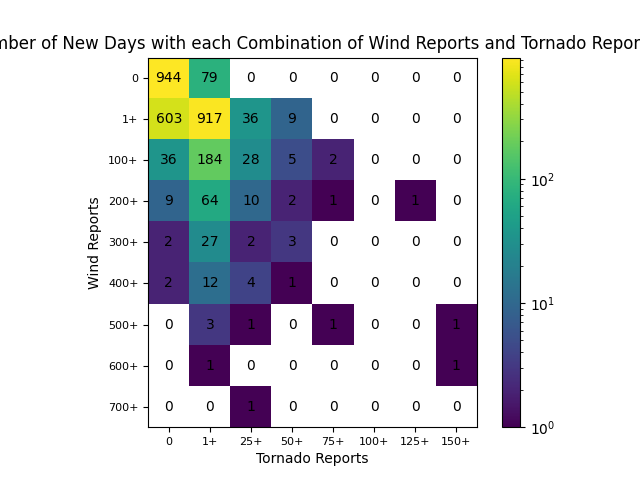 mber of New Days with each Combination of Wind Reports and Tornado Repor
0 944 79 0 0 0 0 0 0
1+ 603 917 36 9 0 0 0 0
100+ 36 184 28 5 2 0 0 0
200+ 9 64 10 2 1 0 1 0
300+ 2 27 2 3 0 0 0 0
400+ 2 12 4 1 0 0 0 0
500+ 0 3 1 0 1 0 0 1
600+ 0 1 0 0 0 0 0 1
700+ 0 0 1 0 0 0 0 0
0 1+ 25+ 50+ 75+ 100+ 125+ 150+
Tornado Reports
Wind Reports
10²
10¹
10⁰